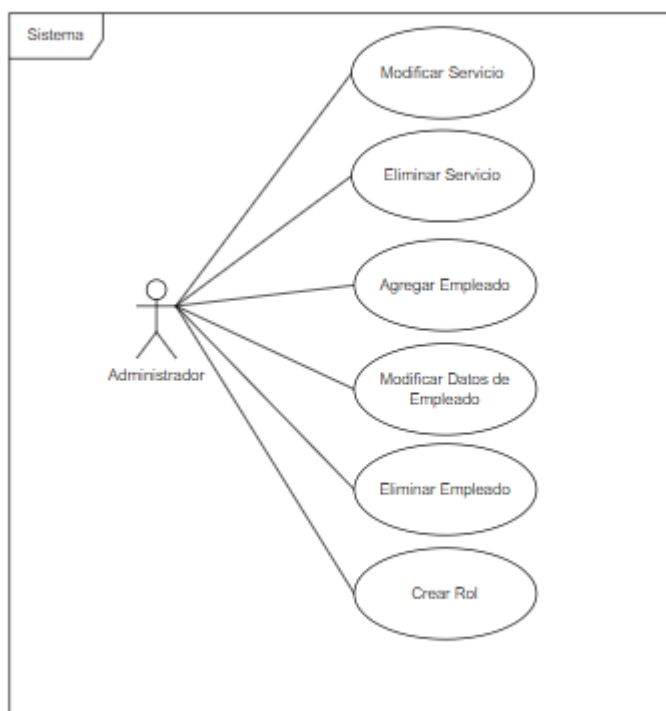 Sistema
Modificar Servicio
Eliminar Servicio
Agregar Empleado
Administrador
Modificar Datos de
Empleado
Eliminar Empleado
Crear Rol